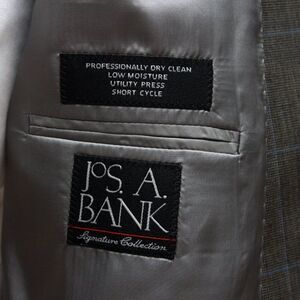 PROFESSIONALLY DRY CLEAN
LOW MOISTURE
UTILITY PRESS
SHORT CYCLE
JOS. A.
BANK
Signature Collection